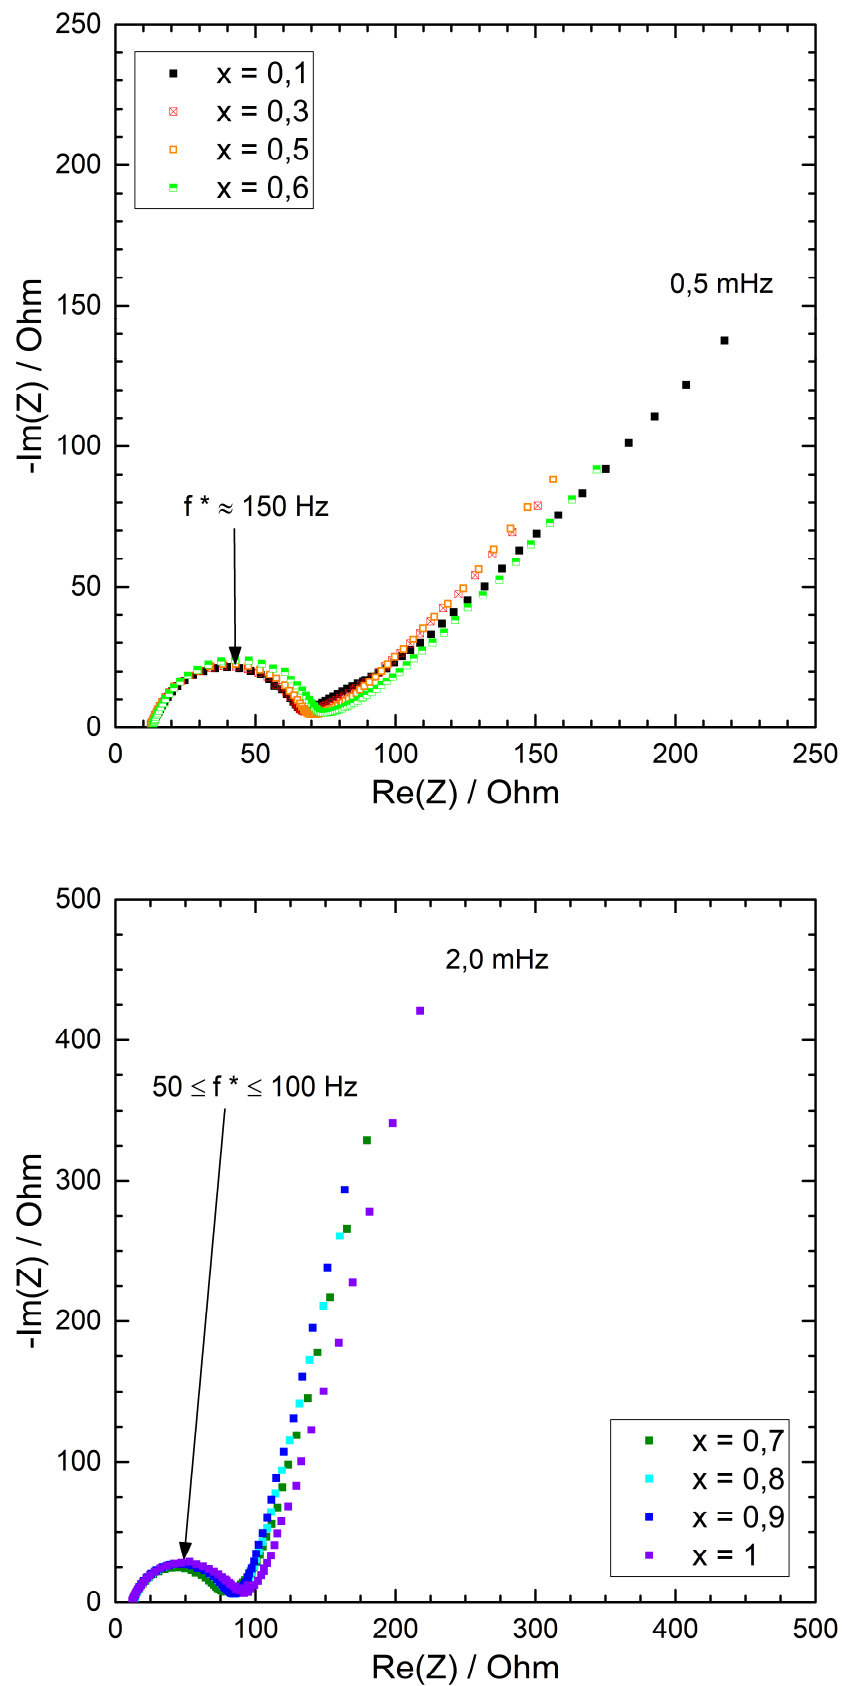 250
200
150
100
50
0
-Im(Z) / Ohm
x = 0,1
x = 0,3
x = 0,5
x = 0,6
0,5 mHz
f * ≈ 150 Hz
0 50 100 150 200 250
Re(Z) / Ohm
500
400
300
200
100
0
-Im(Z) / Ohm
2,0 mHz
50 ≤ f * ≤ 100 Hz
x = 0,7
x = 0,8
x = 0,9
x = 1
0 100 200 300 400 500
Re(Z) / Ohm